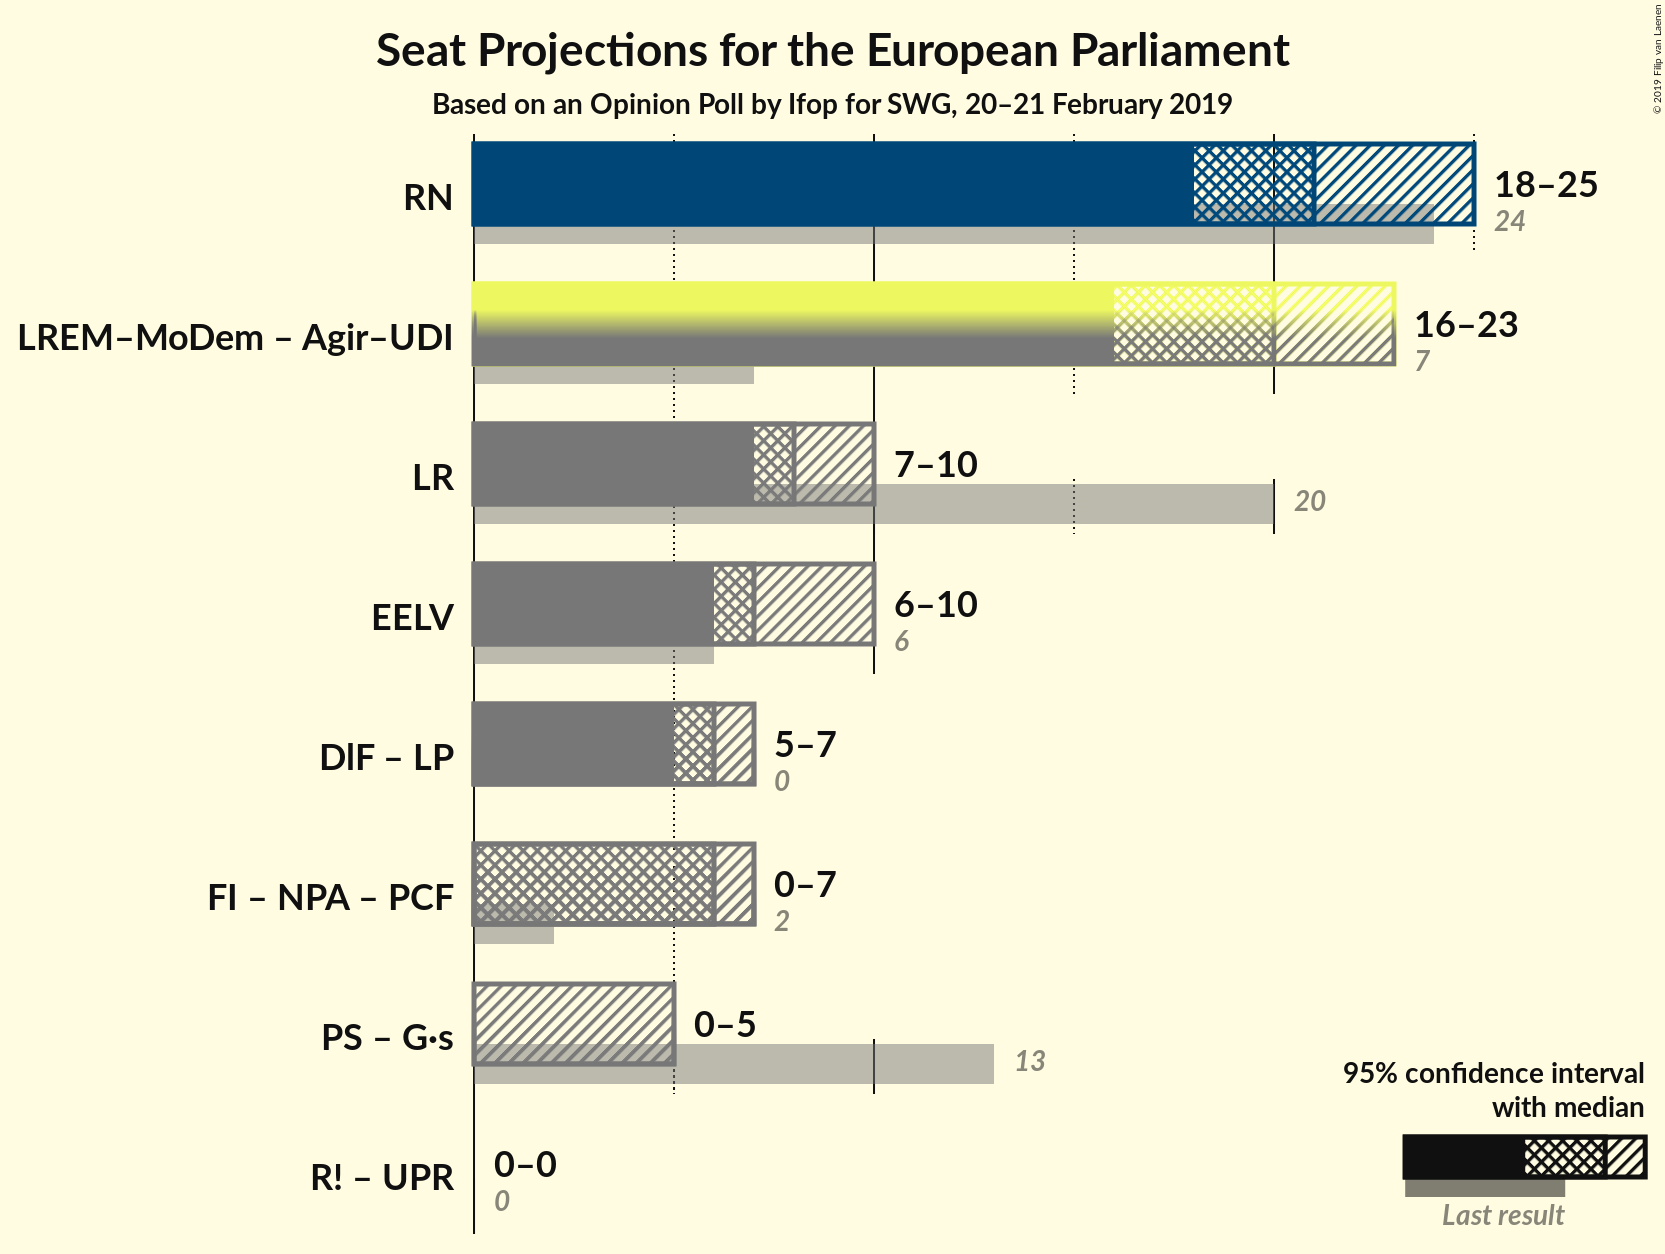 Seat Projections for the European Parliament
Based on an Opinion Poll by Ifop for SWG, 20–21 February 2019
© 2019 Filip van Laenen
RN
18–25
24
LREM–MoDem – Agir–UDI
16–23
7
LR
7–10
20
EELV
6–10
6
DlF – LP
5–7
0
FI – NPA – PCF
0–7
2
PS – G·s
0–5
13
R! – UPR
0–0
0
95% confidence interval
with median
Last result